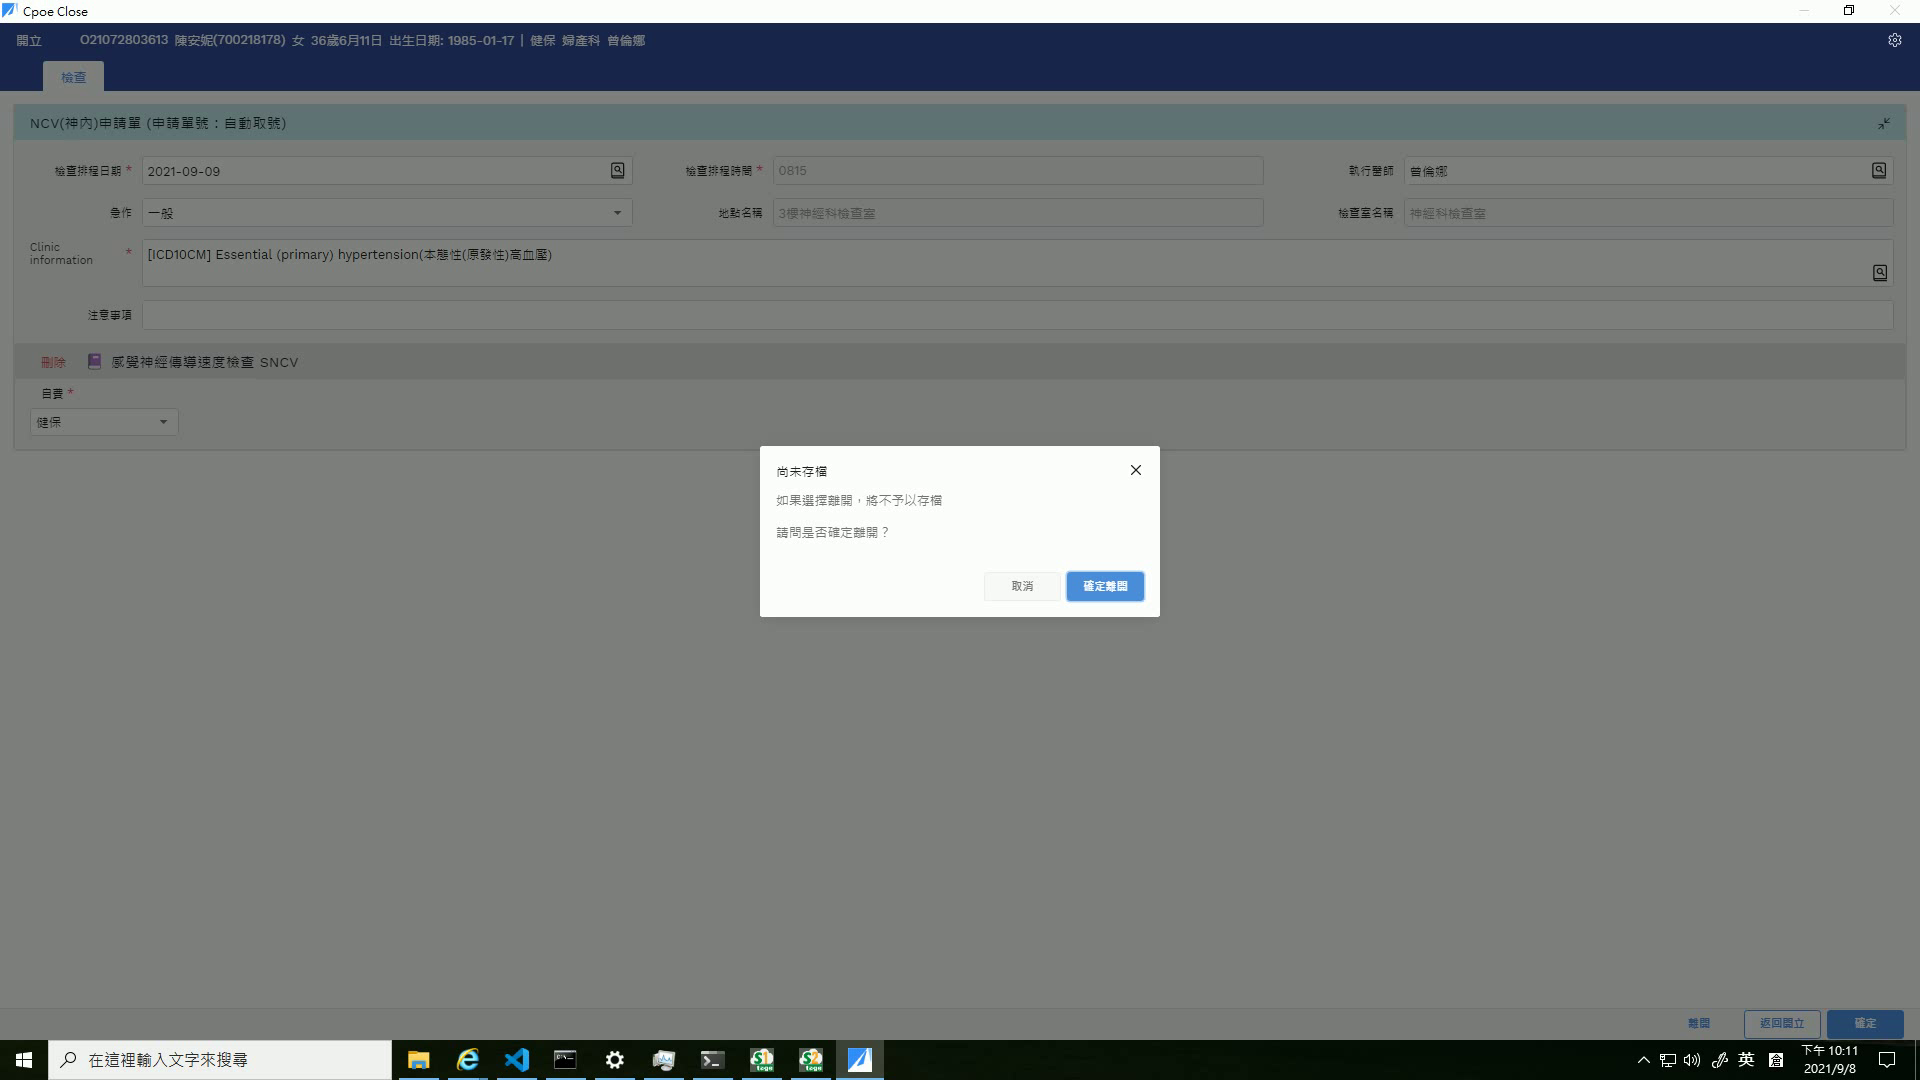 Cpoe Close
開立 O21072803613 陳安妮(700218178) 女 36歲6月11日 出生日期: 1985-01-17 | 健保 婦產科 曾倫娜
檢查
NCV(神內)申請單 (申請單號：自動取號)
檢查排程日期 * 2021-09-09 檢查排程時間 * 0815 執行醫師 曾倫娜
急作 一般 地點名稱 3樓神經科檢查室 檢查室名稱 神經科檢查室
Clinic information * [ICD10CM] Essential (primary) hypertension(本態性(原發性)高血壓)
注意事項
刪除 感覺神經傳導速度檢查 SNCV
自費 *
健保
尚未存檔
如果選擇離開，將不予以存檔
請問是否確定離開？
取消 確定離開
離開 返回開立 確定
在這裡輸入文字來搜尋
英
下午 10:11
2021/9/8